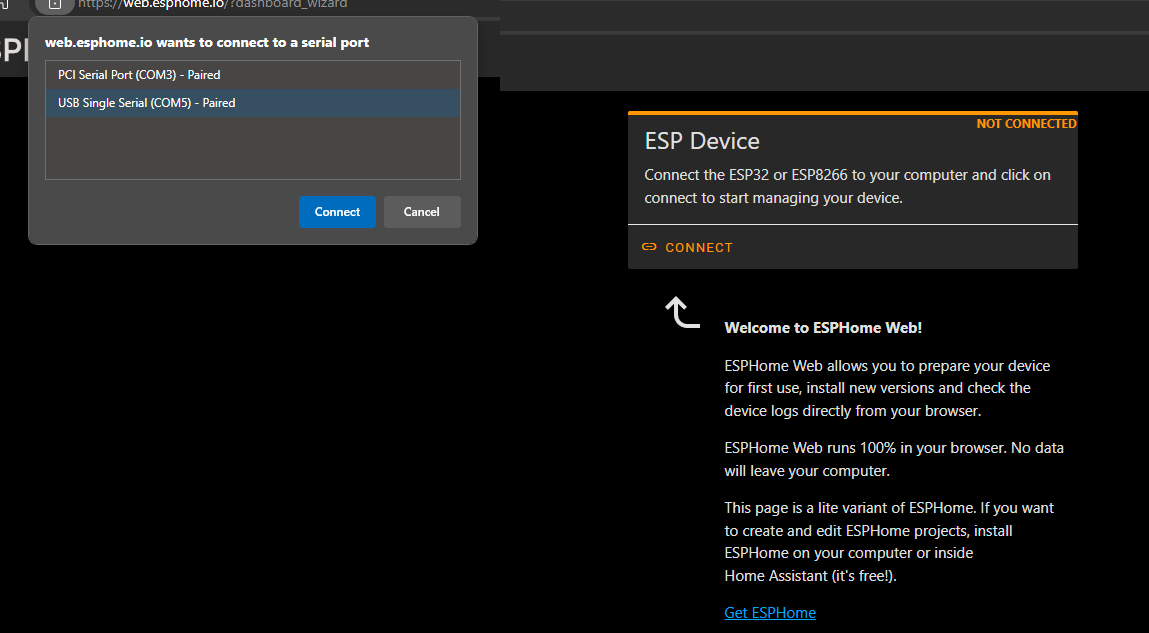 https://web.esphome.io/?dashboard_wizard
web.esphome.io wants to connect to a serial port
PCI Serial Port (COM3) - Paired
USB Single Serial (COM5) - Paired
Connect
Cancel
NOT CONNECTED
ESP Device
Connect the ESP32 or ESP8266 to your computer and click on
connect to start managing your device.
CONNECT
Welcome to ESPHome Web!
ESPHome Web allows you to prepare your device
for first use, install new versions and check the
device logs directly from your browser.
ESPHome Web runs 100% in your browser. No data
will leave your computer.
This page is a lite variant of ESPHome. If you want
to create and edit ESPHome projects, install
ESPHome on your computer or inside
Home Assistant (it's free!).
Get ESPHome